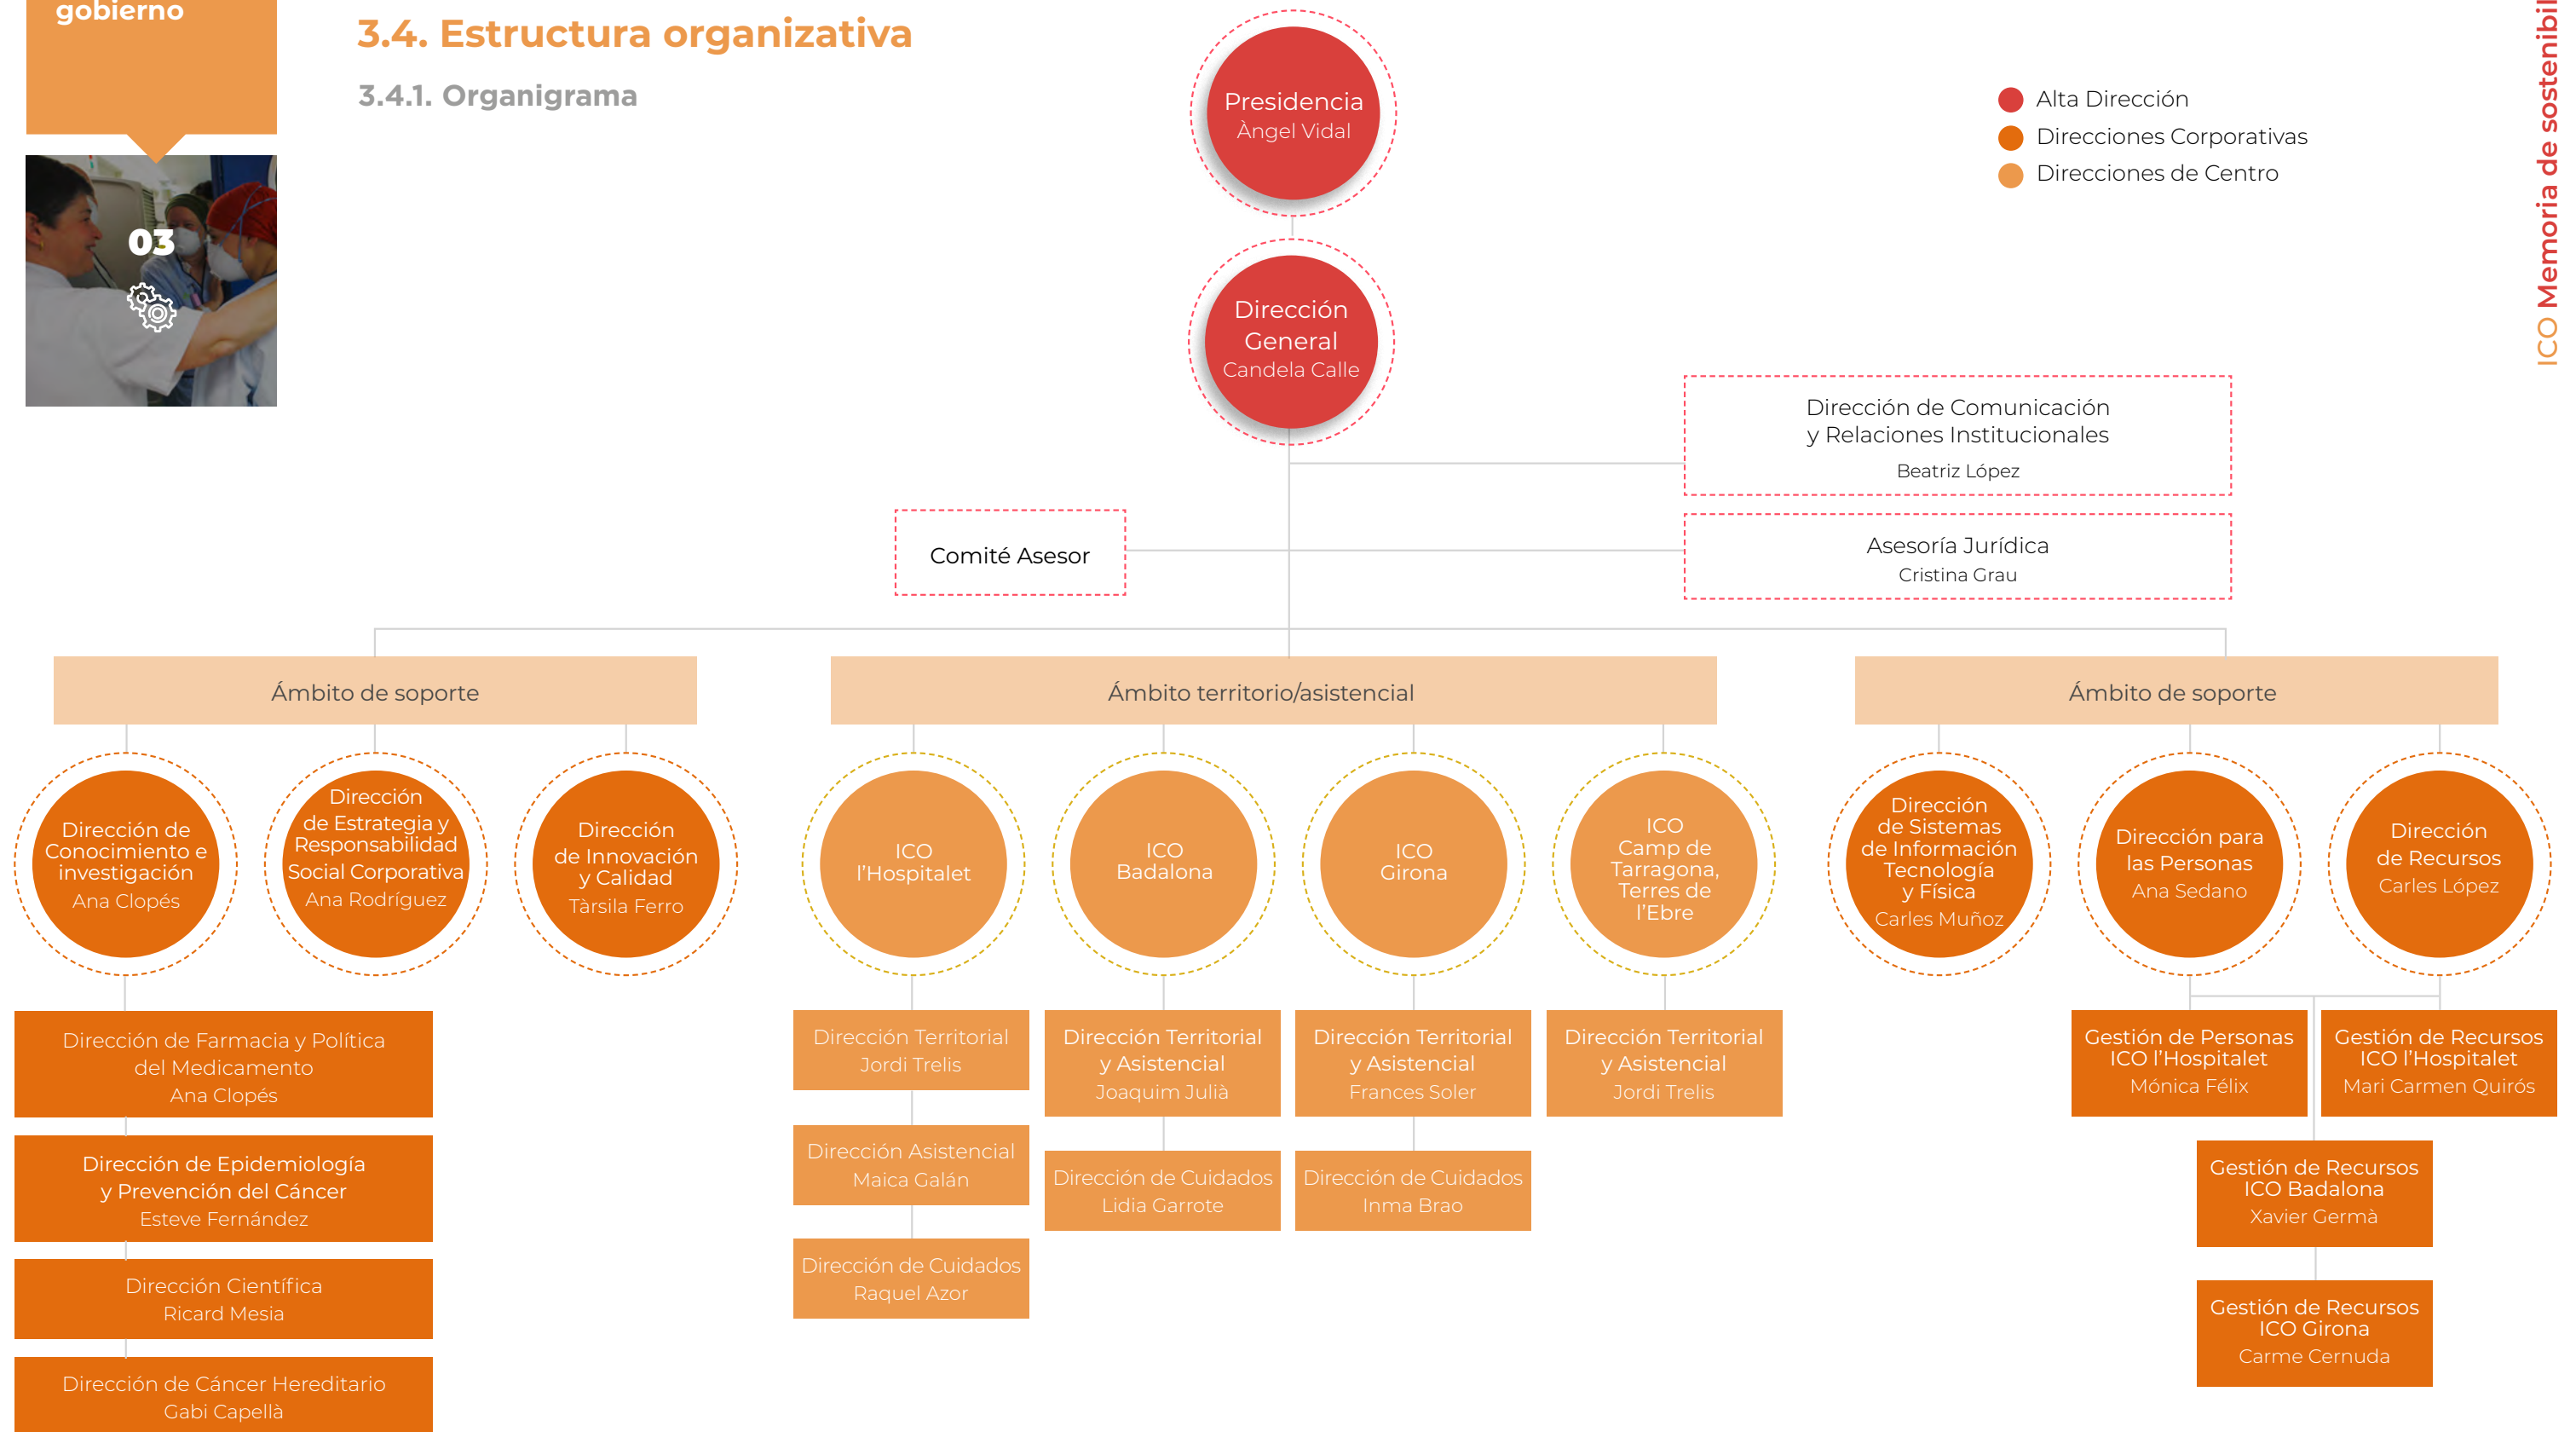 gobierno
03
3.4. Estructura organizativa
3.4.1. Organigrama
Presidencia
Àngel Vidal
Dirección
General
Candela Calle
Alta Dirección
Direcciones Corporativas
Direcciones de Centro
ICO Memoria de
Dirección de Comunicación
y Relaciones Institucionales
Beatriz López
Comité Asesor
Asesoría Jurídica
Cristina Grau
Ámbito de soporte
Ámbito territorio/asistencial
Ámbito de soporte
Dirección de
Conocimiento e
investigación
Ana Clopés
Dirección
de Estrategia y
Responsabilidad
Social Corporativa
Ana Rodríguez
Dirección
de Innovación
y Calidad
Tàrsila Ferro
ICO
l'Hospitalet
ICO
Badalona
ICO
Girona
ICO
Camp de
Tarragona,
Terres de
l'Ebre
Dirección
de Sistemas
de Información
Tecnología
y Física
Carles Muñoz
Dirección para
las Personas
Ana Sedano
Dirección
de Recursos
Carles López
Dirección de Farmacia y Política
del Medicamento
Ana Clopés
Dirección de Epidemiología
y Prevención del Cáncer
Esteve Fernández
Dirección Científica
Ricard Mesia
Dirección de Cáncer Hereditario
Gabi Capellà
Dirección Territorial
Jordi Trelis
Dirección Asistencial
Maica Galán
Dirección de Cuidados
Raquel Azor
Dirección Territorial
y Asistencial
Joaquim Julià
Dirección de Cuidados
Lidia Garrote
Dirección Territorial
y Asistencial
Frances Soler
Dirección de Cuidados
Inma Brao
Dirección Territorial
y Asistencial
Jordi Trelis
Gestión de Personas
ICO l'Hospitalet
Mónica Félix
Gestión de Recursos
ICO l'Hospitalet
Mari Carmen Quirós
Gestión de Recursos
ICO Badalona
Xavier Germà
Gestión de Recursos
ICO Girona
Carme Cernuda